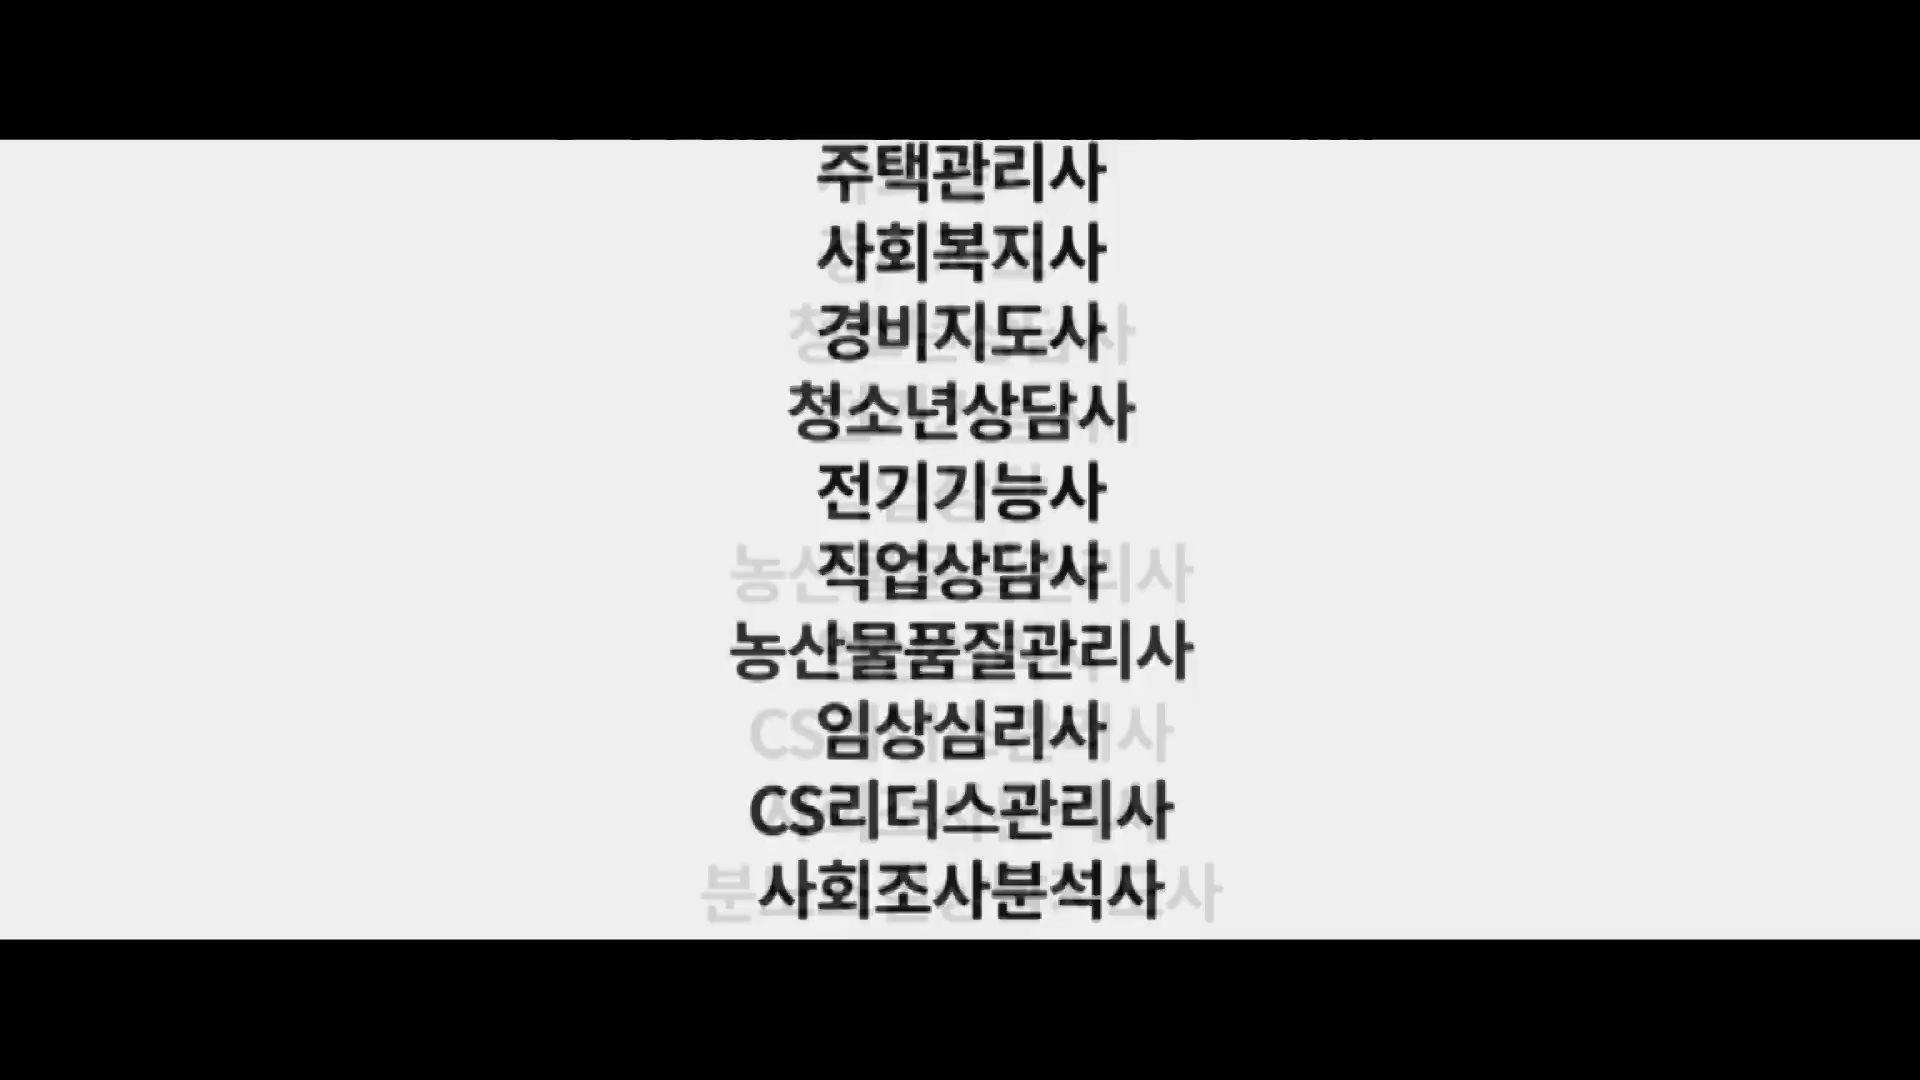 주택관리사
사회복지사
경비지도사
청소년상담사
전기기능사
직업상담사
농산물품질관리사
임상심리사
CS리더스관리사
사회조사분석사